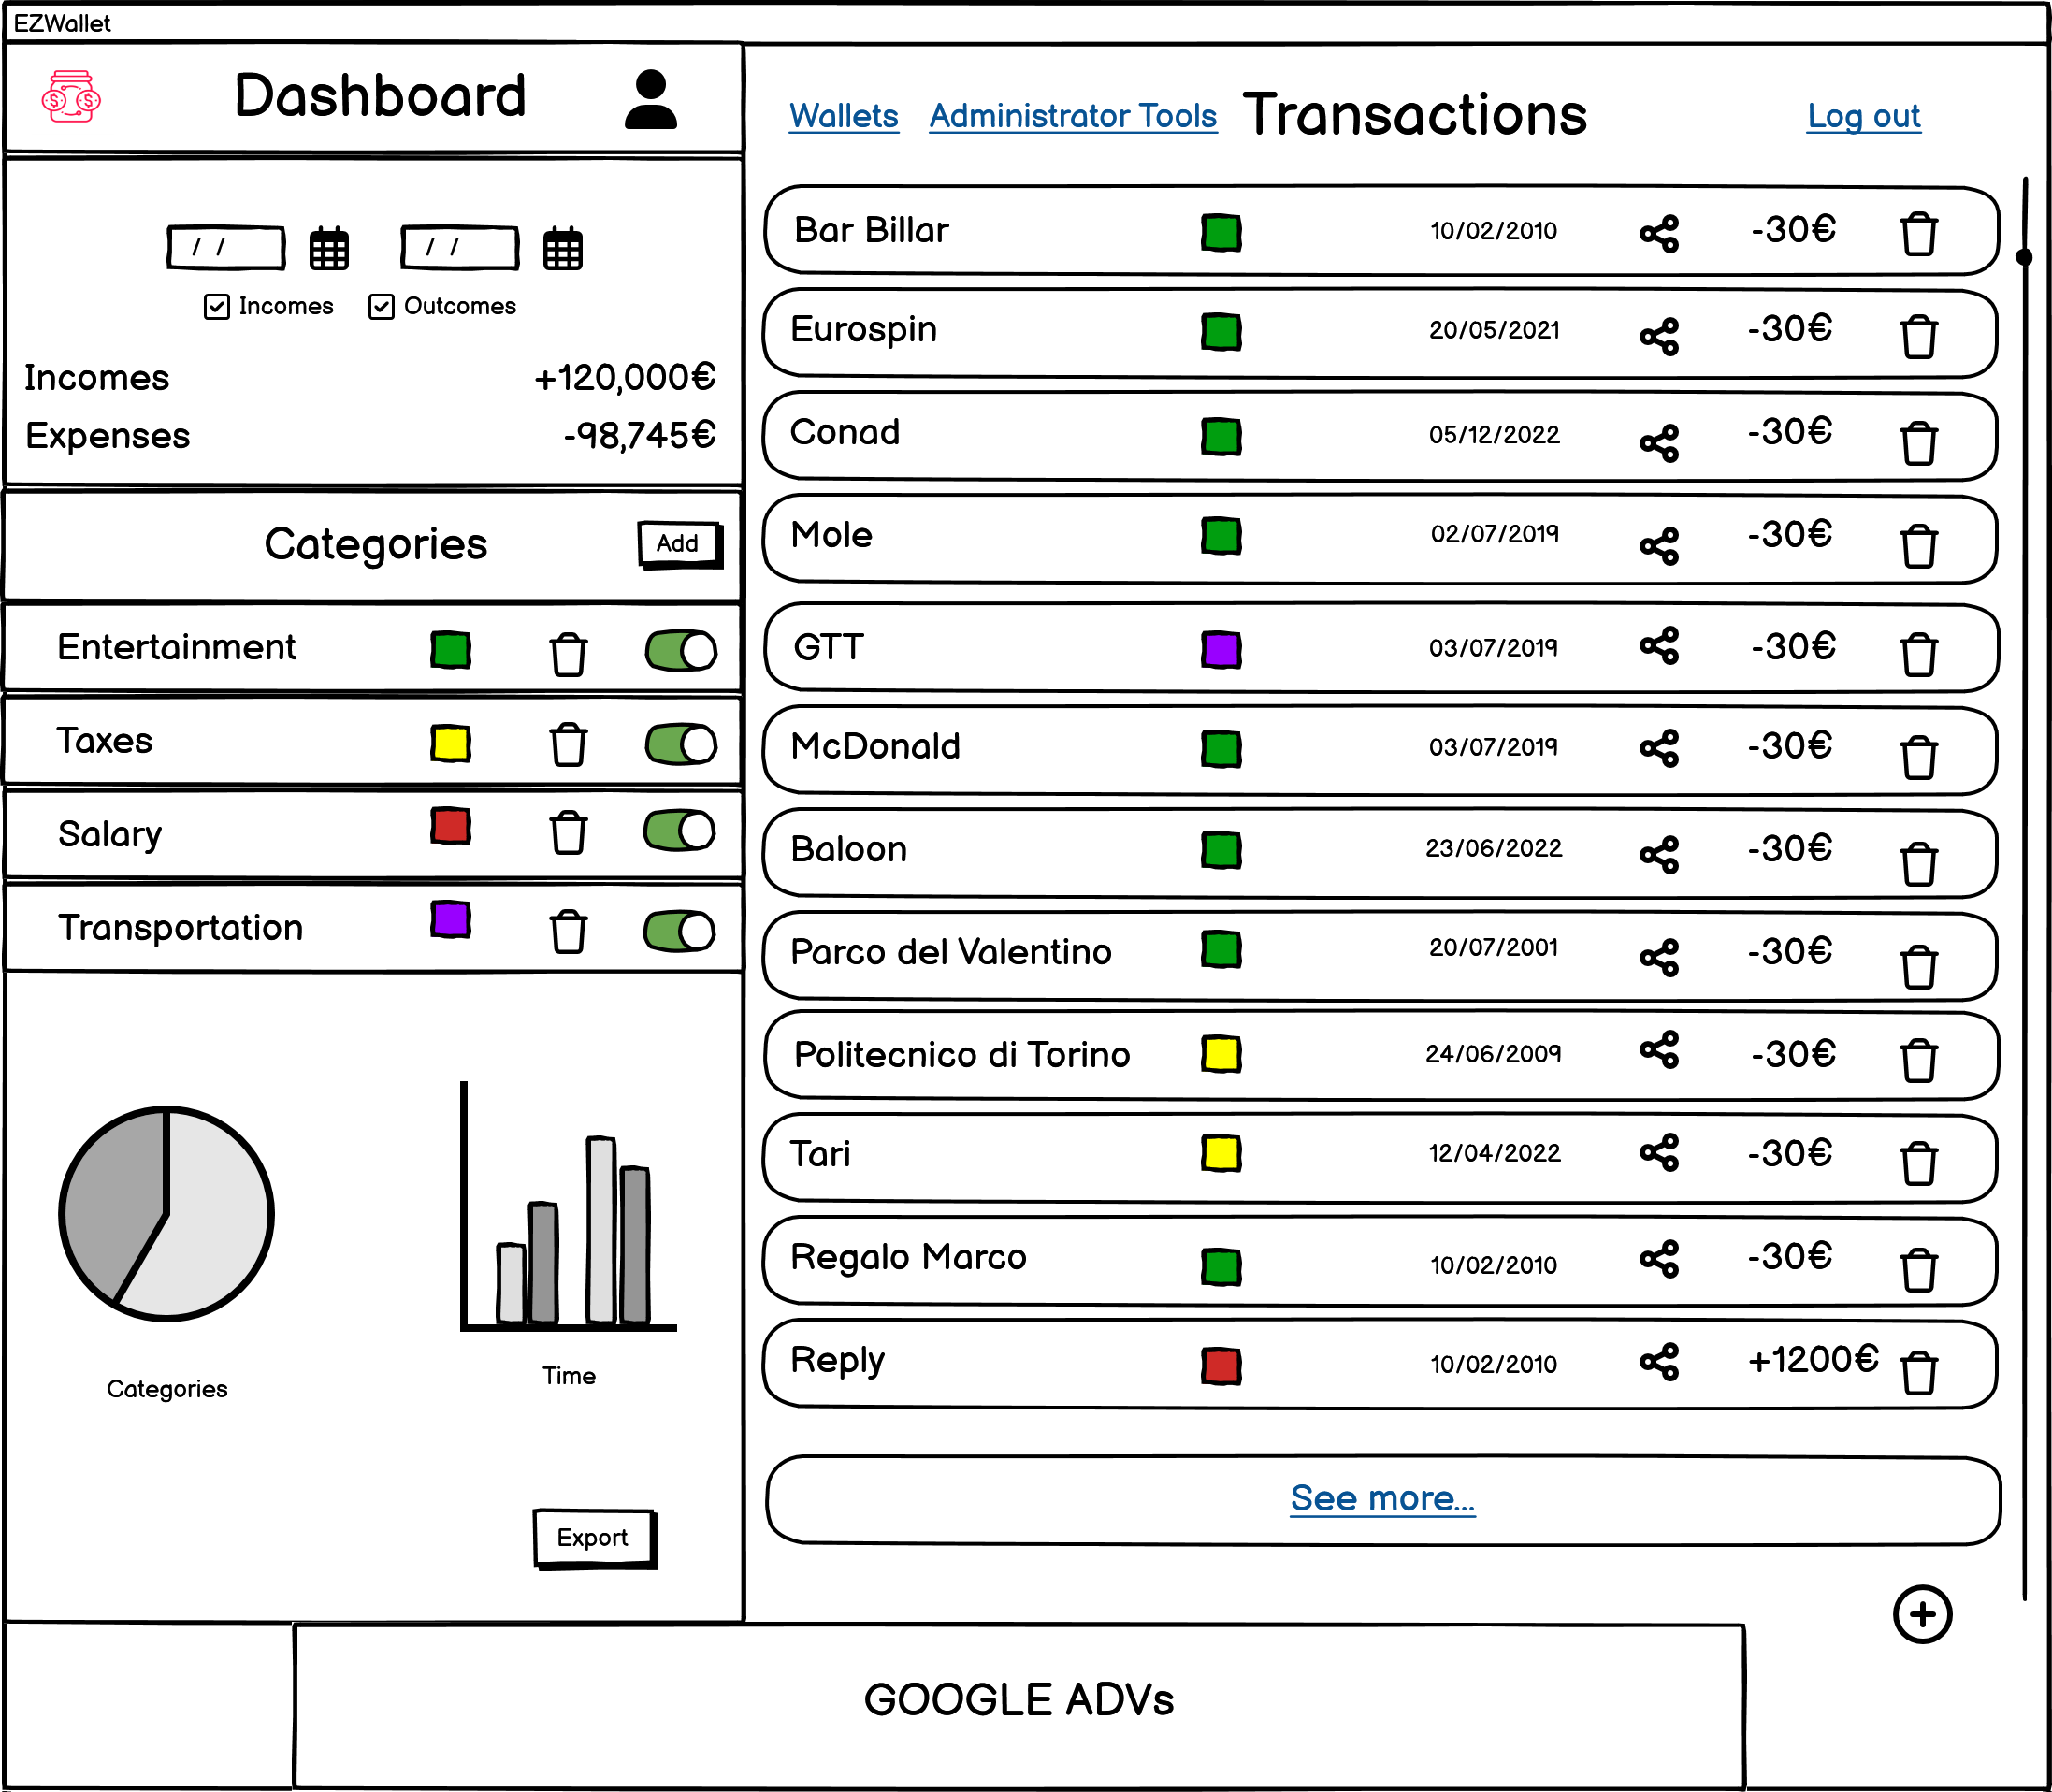 EZWallet
Dashboard
/ /
/ /
Incomes
Outcomes
Incomes +120,000€
Expenses -98,745€
Categories
Add
Entertainment
Taxes
Salary
Transportation
Categories
Time
Export
Wallets
Administrator Tools
Transactions
Log out
Bar Billar 10/02/2010 -30€
Eurospin 20/05/2021 -30€
Conad 05/12/2022 -30€
Mole 02/07/2019 -30€
GTT 03/07/2019 -30€
McDonald 03/07/2019 -30€
Baloon 23/06/2022 -30€
Parco del Valentino 20/07/2001 -30€
Politecnico di Torino 24/06/2009 -30€
Tari 12/04/2022 -30€
Regalo Marco 10/02/2010 -30€
Reply 10/02/2010 +1200€
See more...
GOOGLE ADVs